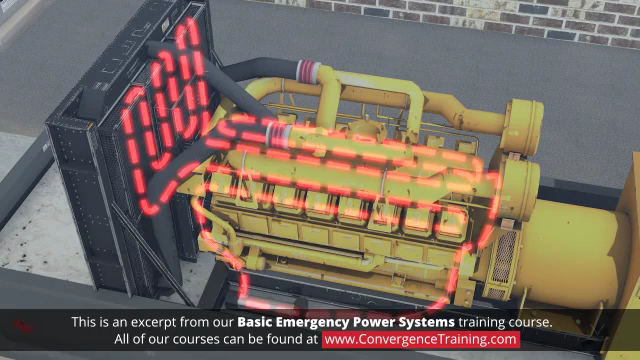 This is an excerpt from our Basic Emergency Power Systems training course.
All of our courses can be found at www.ConvergenceTraining.com